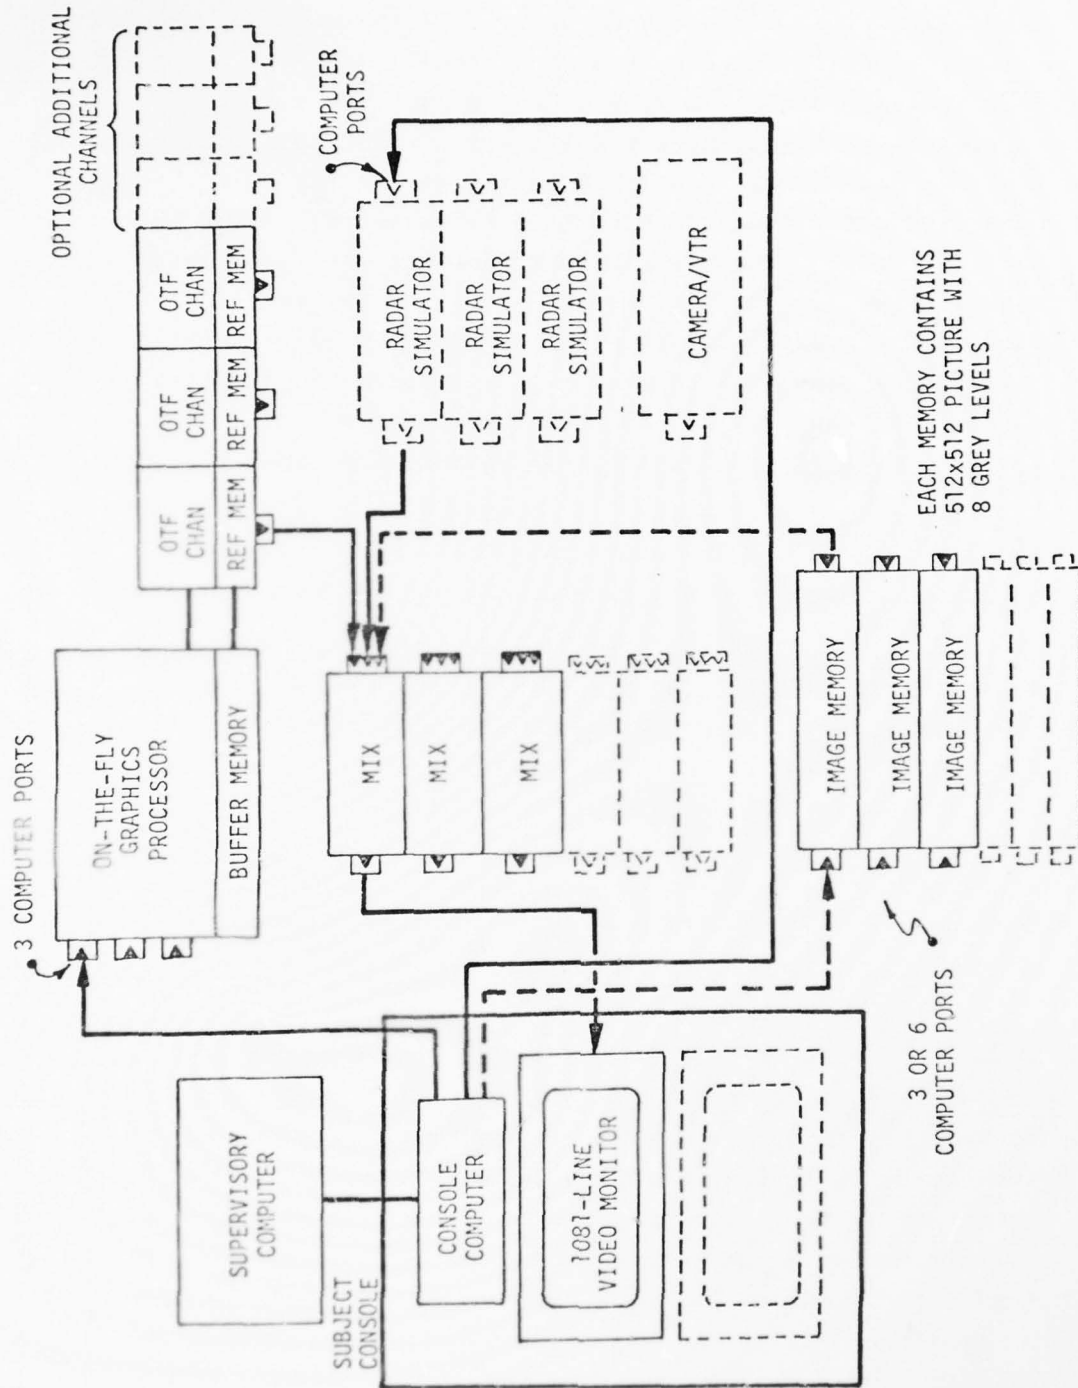 OPTIONAL ADDITIONAL
CHANNELS
3 COMPUTER PORTS
ON-THE-FLY
GRAPHICS
PROCESSOR
BUFFER MEMORY
OTF
CHAN
REF MEM
OTF
CHAN
REF MEM
OTF
CHAN
REF MEM
SUPERVISORY
COMPUTER
COMPUTER
PORTS
MIX
MIX
MIX
RADAR
SIMULATOR
RADAR
SIMULATOR
RADAR
SIMULATOR
CAMERA/VTR
SUBJECT
CONSOLE
CONSOLE
COMPUTER
1081-LINE
VIDEO MONITOR
IMAGE MEMORY
IMAGE MEMORY
IMAGE MEMORY
EACH MEMORY CONTAINS
512x512 PICTURE WITH
8 GREY LEVELS
3 OR 6
COMPUTER PORTS